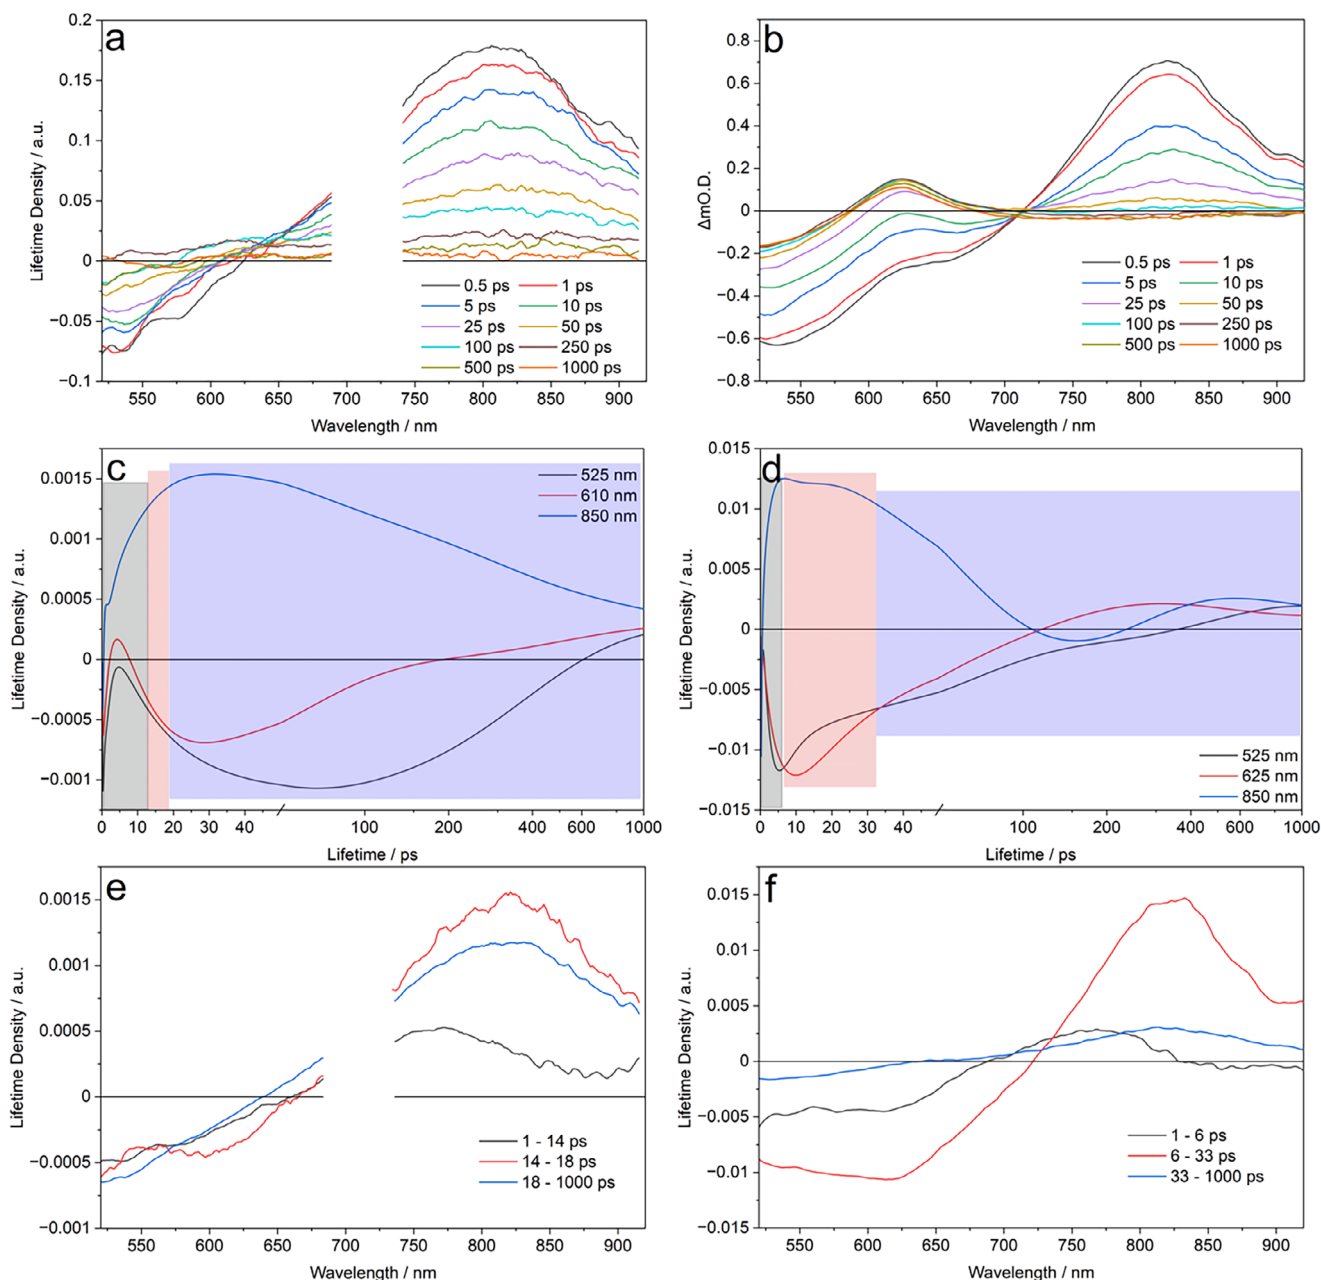 a
0.2
0.15
0.1
0.05
0
−0.05
−0.1
Lifetime Density / a.u.
0.5 ps 1 ps
5 ps 10 ps
25 ps 50 ps
100 ps 250 ps
500 ps 1000 ps
550 600 650 700 750 800 850 900
Wavelength / nm
b
0.8
0.6
0.4
0.2
0
−0.2
−0.4
−0.6
−0.8
ΔmO.D.
0.5 ps 1 ps
5 ps 10 ps
25 ps 50 ps
100 ps 250 ps
500 ps 1000 ps
550 600 650 700 750 800 850 900
Wavelength / nm
c
0.0015
0.001
0.0005
0
−0.0005
−0.001
Lifetime Density / a.u.
525 nm
610 nm
850 nm
0 10 20 30 40 100 200 400 600 1000
Lifetime / ps
d
0.015
0.010
0.005
0
−0.005
−0.01
−0.015
Lifetime Density / a.u.
525 nm
625 nm
850 nm
0 10 20 30 40 100 200 400 600 1000
Lifetime / ps
e
0.0015
0.001
0.0005
0
−0.0005
−0.001
Lifetime Density / a.u.
1 - 14 ps
14 - 18 ps
18 - 1000 ps
550 600 650 700 750 800 850 900
Wavelength / nm
f
0.015
0.01
0.005
0
−0.005
−0.01
−0.015
Lifetime Density / a.u.
1 - 6 ps
6 - 33 ps
33 - 1000 ps
550 600 650 700 750 800 850 900
Wavelength / nm